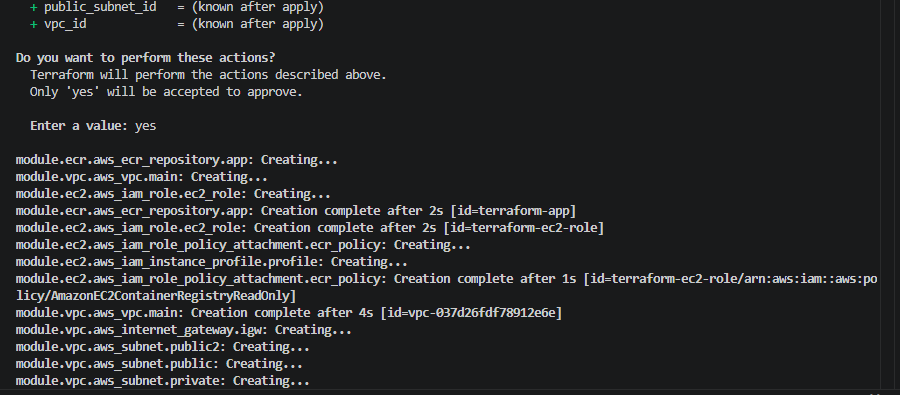 + public_subnet_id   = (known after apply)
+ vpc_id             = (known after apply)
Do you want to perform these actions?
Terraform will perform the actions described above.
Only 'yes' will be accepted to approve.
Enter a value: yes
module.ecr.aws_ecr_repository.app: Creating...
module.vpc.aws_vpc.main: Creating...
module.ec2.aws_iam_role.ec2_role: Creating...
module.ecr.aws_ecr_repository.app: Creation complete after 2s [id=terraform-app]
module.ec2.aws_iam_role.ec2_role: Creation complete after 2s [id=terraform-ec2-role]
module.ec2.aws_iam_role_policy_attachment.ecr_policy: Creating...
module.ec2.aws_iam_instance_profile.profile: Creating...
module.ec2.aws_iam_role_policy_attachment.ecr_policy: Creation complete after 1s [id=terraform-ec2-role/arn:aws:iam::aws:po
licy/AmazonEC2ContainerRegistryReadOnly]
module.vpc.aws_vpc.main: Creation complete after 4s [id=vpc-037d26fdf78912e6e]
module.vpc.aws_internet_gateway.igw: Creating...
module.vpc.aws_subnet.public2: Creating...
module.vpc.aws_subnet.public: Creating...
module.vpc.aws_subnet.private: Creating...